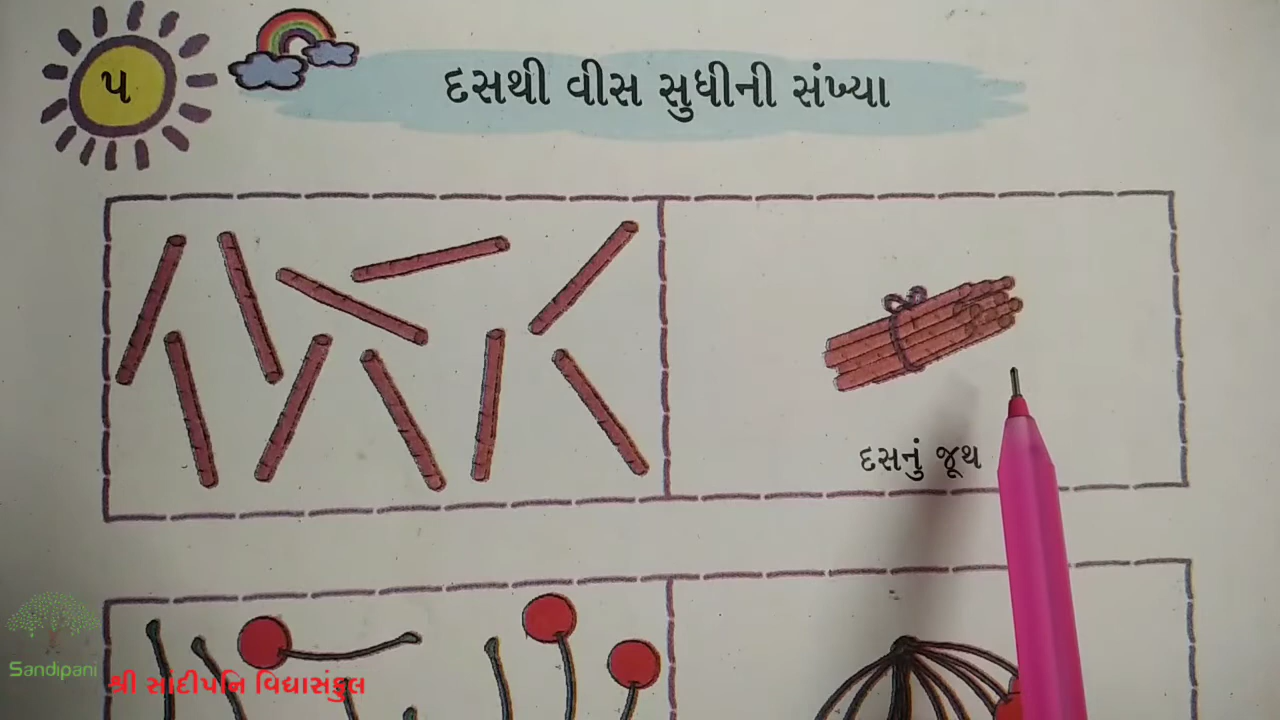 ૫
દસથી વીસ સુધીની સંખ્યા
દસનું જૂથ
Sandipani
શ્રી સાંદીપનિ વિદ્યાસંકુલ